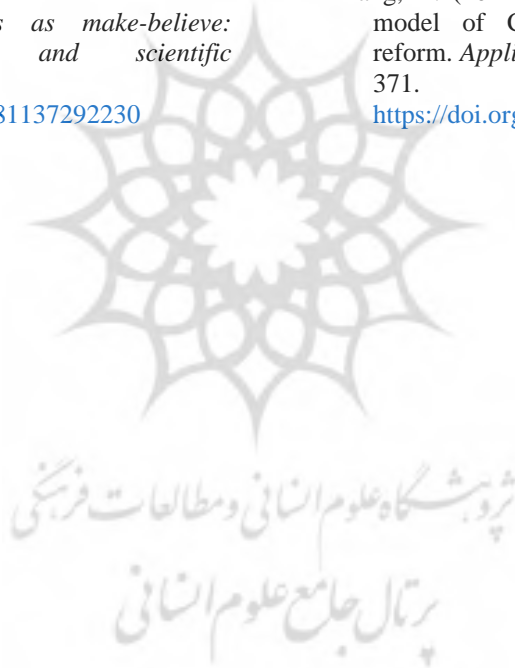 s as make-believe:
and scientific
81137292230
model of C
reform. Appli
371.
https://doi.org
پژوهشگاه علوم انسانی و مطالعات فرهنگی
پرتال جامع علوم انسانی